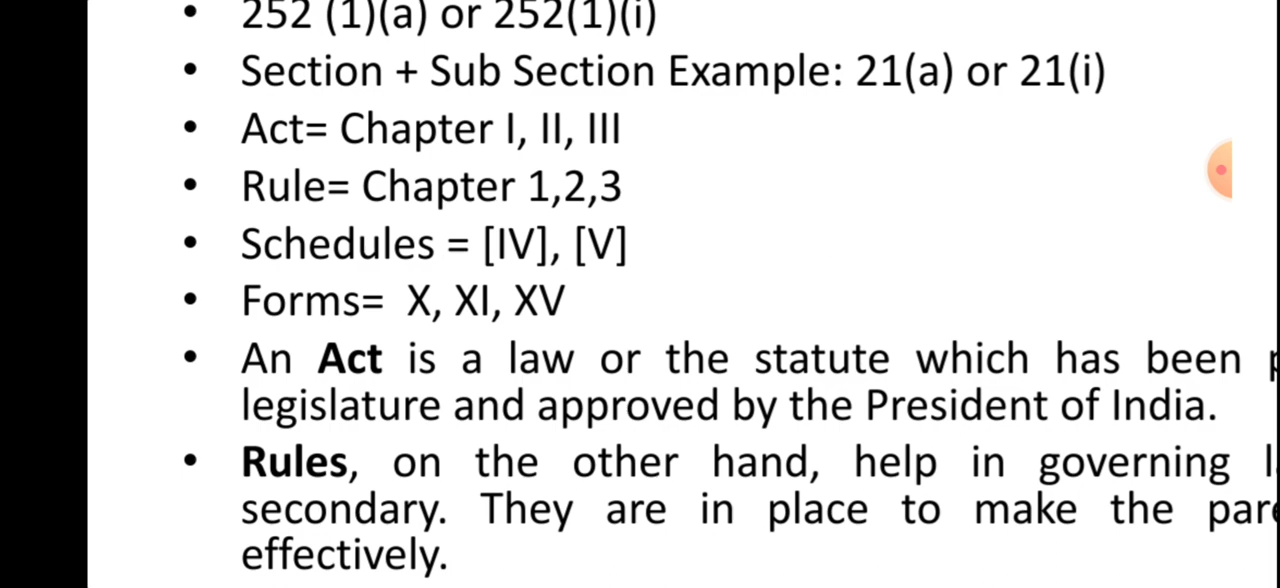 • 252 (1)(a) or 252(1)(i)
• Section + Sub Section Example: 21(a) or 21(i)
• Act= Chapter I, II, III
• Rule= Chapter 1,2,3
• Schedules = [IV], [V]
• Forms= X, XI, XV
• An Act is a law or the statute which has been
legislature and approved by the President of India.
• Rules, on the other hand, help in governing
secondary. They are in place to make the
effectively.